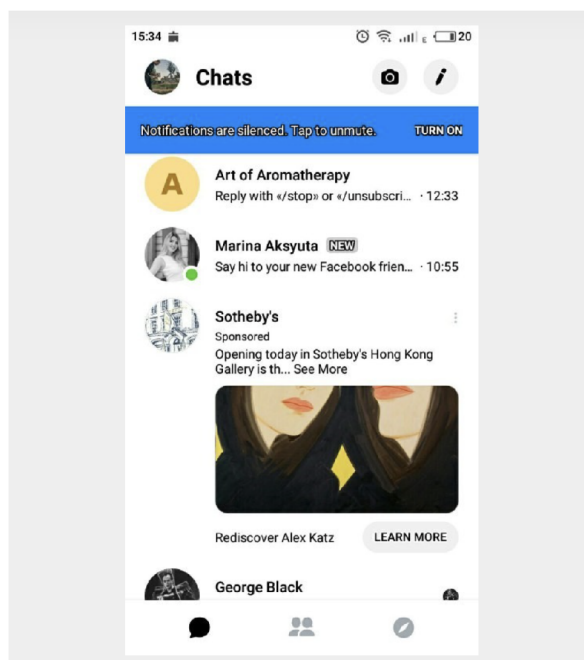 15:34
E 20
Chats
Notifications are silenced. Tap to unmute. TURN ON
A
Art of Aromatherapy
Reply with «/stop» or «/unsubscri... · 12:33
Marina Aksyuta NEW
Say hi to your new Facebook frien... · 10:55
Sotheby's
Sponsored
Opening today in Sotheby's Hong Kong
Gallery is th... See More
Rediscover Alex Katz LEARN MORE
George Black